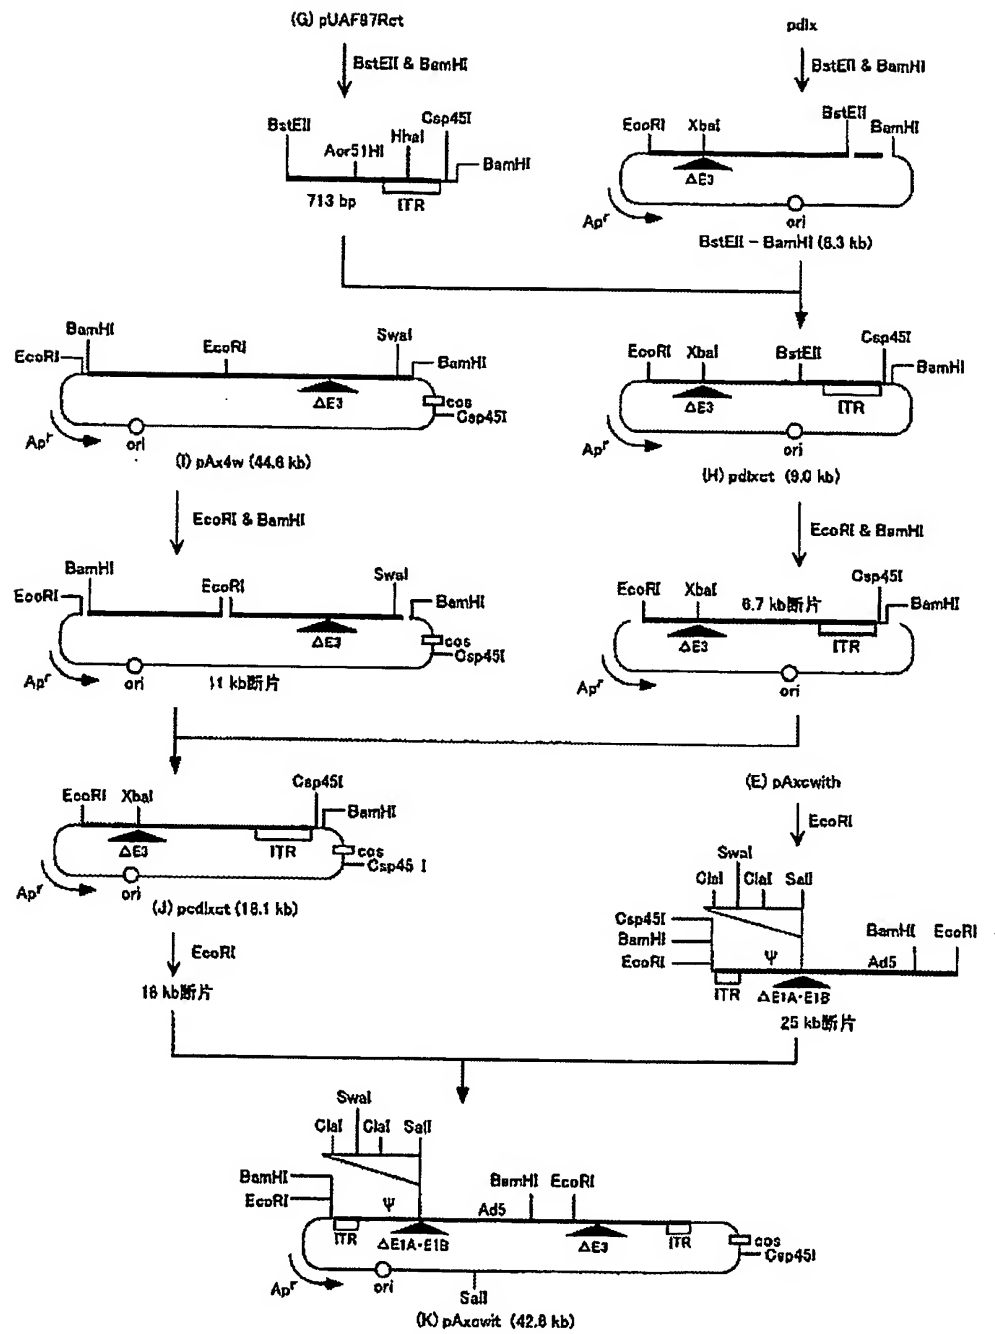 (G) pUAF97Rct
pdlx
BstEII & BamHI
BstEII & BamHI
BstEII
Aor51HI
HhaI
Csp45I
BamHI
713 bp
ITR
EcoRI
XbaI
BstEII
BamHI
ΔE3
Apʳ
ori
BstEII – BamHI (8.3 kb)
EcoRI
BamHI
EcoRI
SwaI
BamHI
ΔE3
cos
Csp45I
Apʳ
ori
(I) pAx4w (44.6 kb)
EcoRI
XbaI
BstEII
Csp45I
BamHI
ΔE3
ITR
Apʳ
ori
(H) pdlxct (9.0 kb)
EcoRI & BamHI
EcoRI & BamHI
EcoRI
BamHI
EcoRI
SwaI
BamHI
ΔE3
cos
Csp45I
Apʳ
ori
11 kb断片
EcoRI
XbaI
6.7 kb断片
Csp45I
BamHI
ΔE3
ITR
Apʳ
ori
EcoRI
XbaI
Csp45I
BamHI
ΔE3
ITR
cos
Csp45 I
Apʳ
ori
(J) pcdlxct (18.1 kb)
EcoRI
18 kb断片
(E) pAxcwith
EcoRI
SwaI
ClaI
ClaI
SalI
Csp45I
BamHI
EcoRI
Ψ
BamHI
EcoRI
Ad5
ITR
ΔE1A·E1B
25 kb断片
SwaI
ClaI
ClaI
SalI
BamHI
EcoRI
Ψ
Ad5
BamHI
EcoRI
ITR
ΔE1A·E1B
ΔE3
ITR
cos
Csp45I
Apʳ
ori
SalI
(K) pAxcwit (42.8 kb)